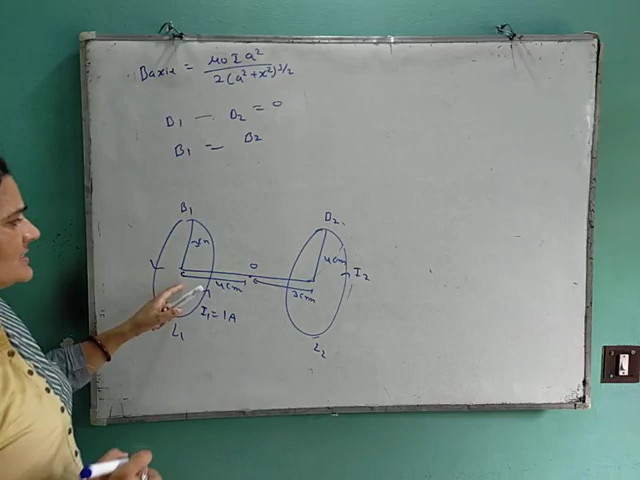 Baxis = μ0 I a² / 2(a² + x²)^3/2
B1 – B2 = 0
B1 = B2
B1
B2
4cm
I2
0
4cm
3cm
I1 = 1A
L1
L2